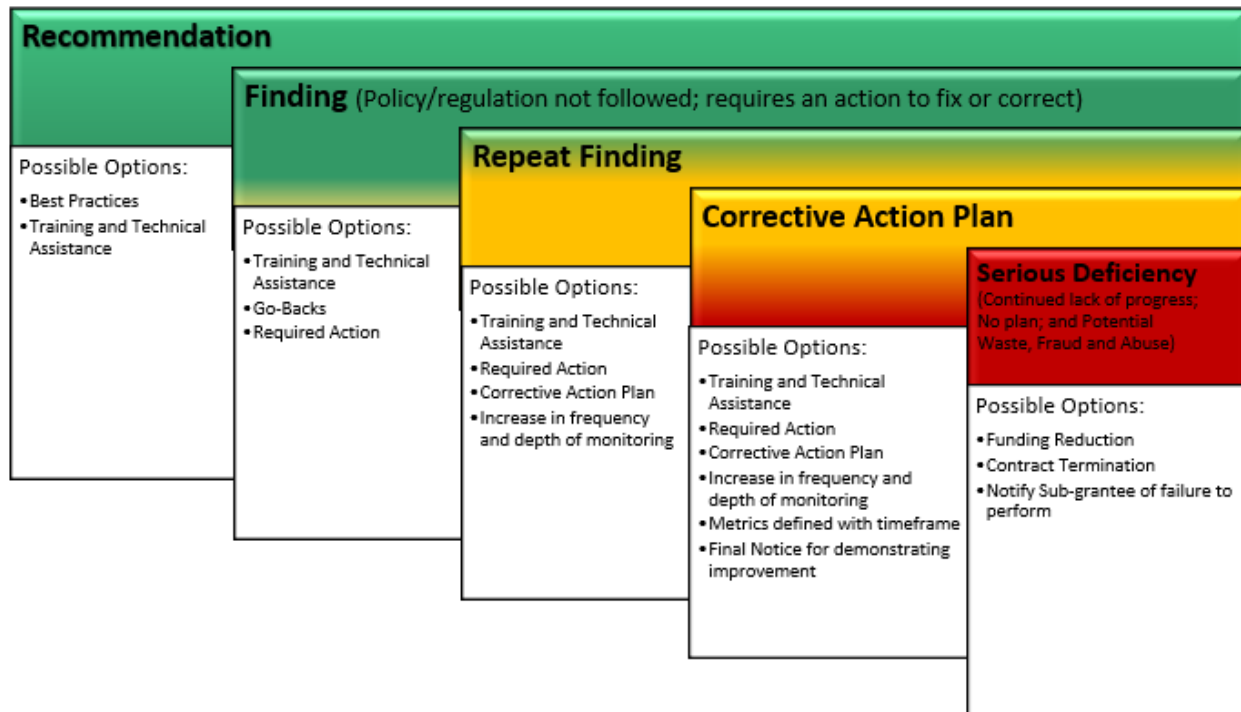 Recommendation
Possible Options:
•Best Practices
•Training and Technical
Assistance
Finding (Policy/regulation not followed; requires an action to fix or correct)
Possible Options:
•Training and Technical
Assistance
•Go-Backs
•Required Action
Repeat Finding
Possible Options:
•Training and Technical
Assistance
•Required Action
•Corrective Action Plan
•Increase in frequency
and depth of monitoring
Corrective Action Plan
Possible Options:
•Training and Technical
Assistance
•Required Action
•Corrective Action Plan
•Increase in frequency and
depth of monitoring
•Metrics defined with timeframe
•Final Notice for demonstrating
improvement
Serious Deficiency
(Continued lack of progress;
No plan; and Potential
Waste, Fraud and Abuse)
Possible Options:
•Funding Reduction
•Contract Termination
•Notify Sub-grantee of failure to
perform